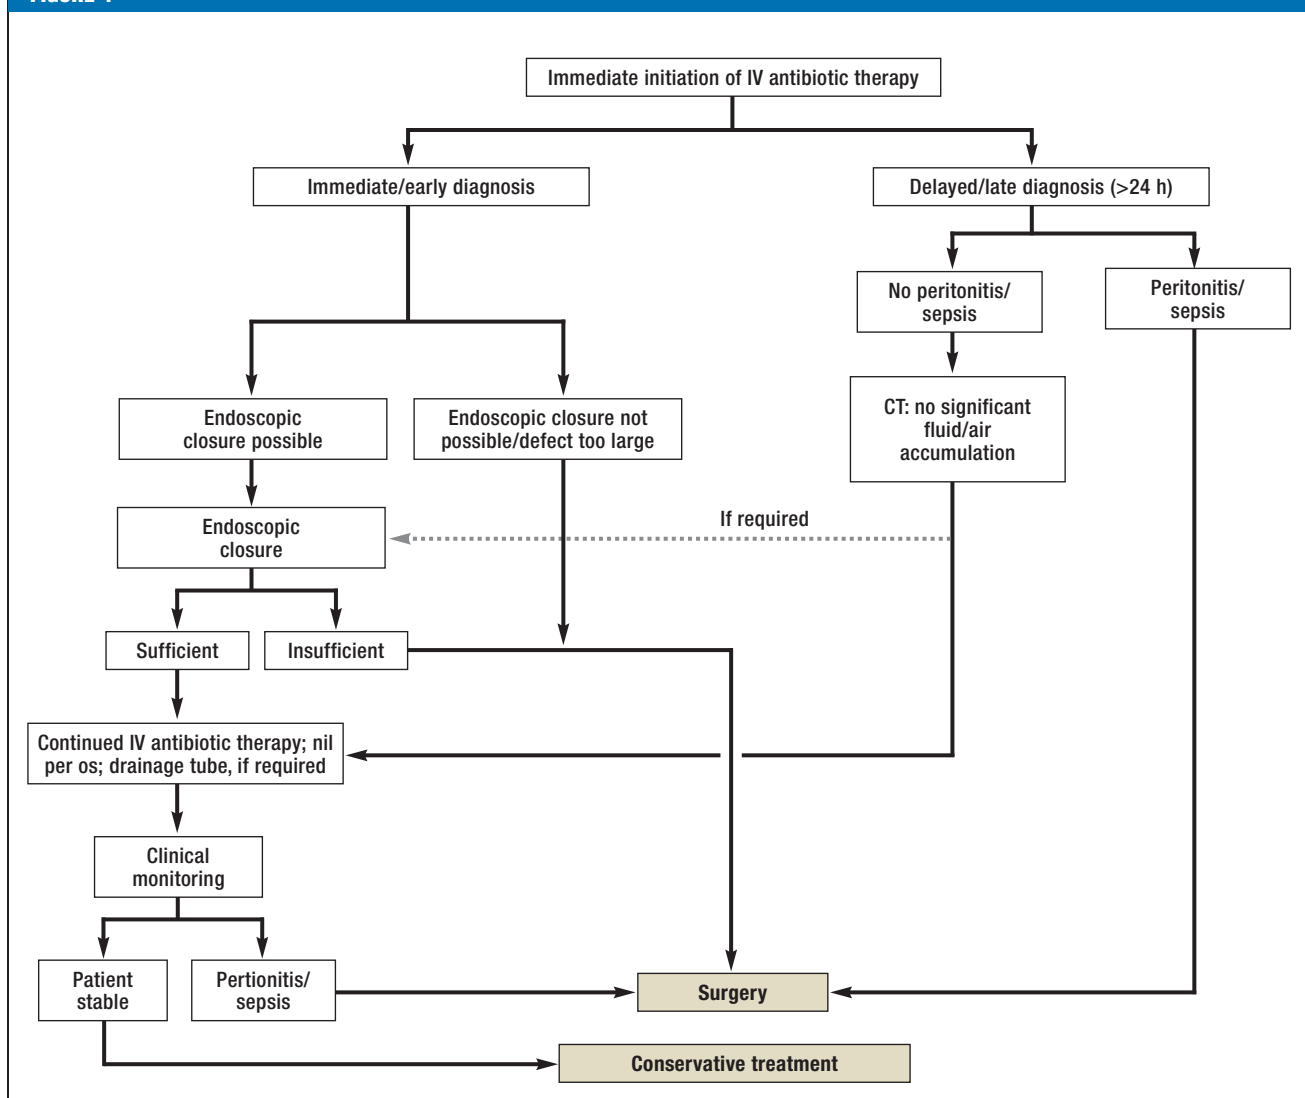 Immediate initiation of IV antibiotic therapy
Immediate/early diagnosis
Delayed/late diagnosis (>24 h)
No peritonitis/
sepsis
Peritonitis/
sepsis
CT: no significant
fluid/air
accumulation
Endoscopic
closure possible
Endoscopic closure not
possible/defect too large
If required
Endoscopic
closure
Sufficient
Insufficient
Continued IV antibiotic therapy; nil
per os; drainage tube, if required
Clinical
monitoring
Patient
stable
Pertionitis/
sepsis
Surgery
Conservative treatment